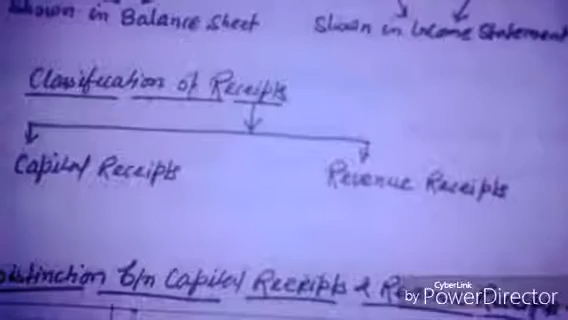 Shown in Balance Sheet
Shown in Income Statement
Classification of Receipts
Capital Receipts
Revenue Receipts
Distinction b/n Capital Receipts &
CyberLink
by PowerDirector